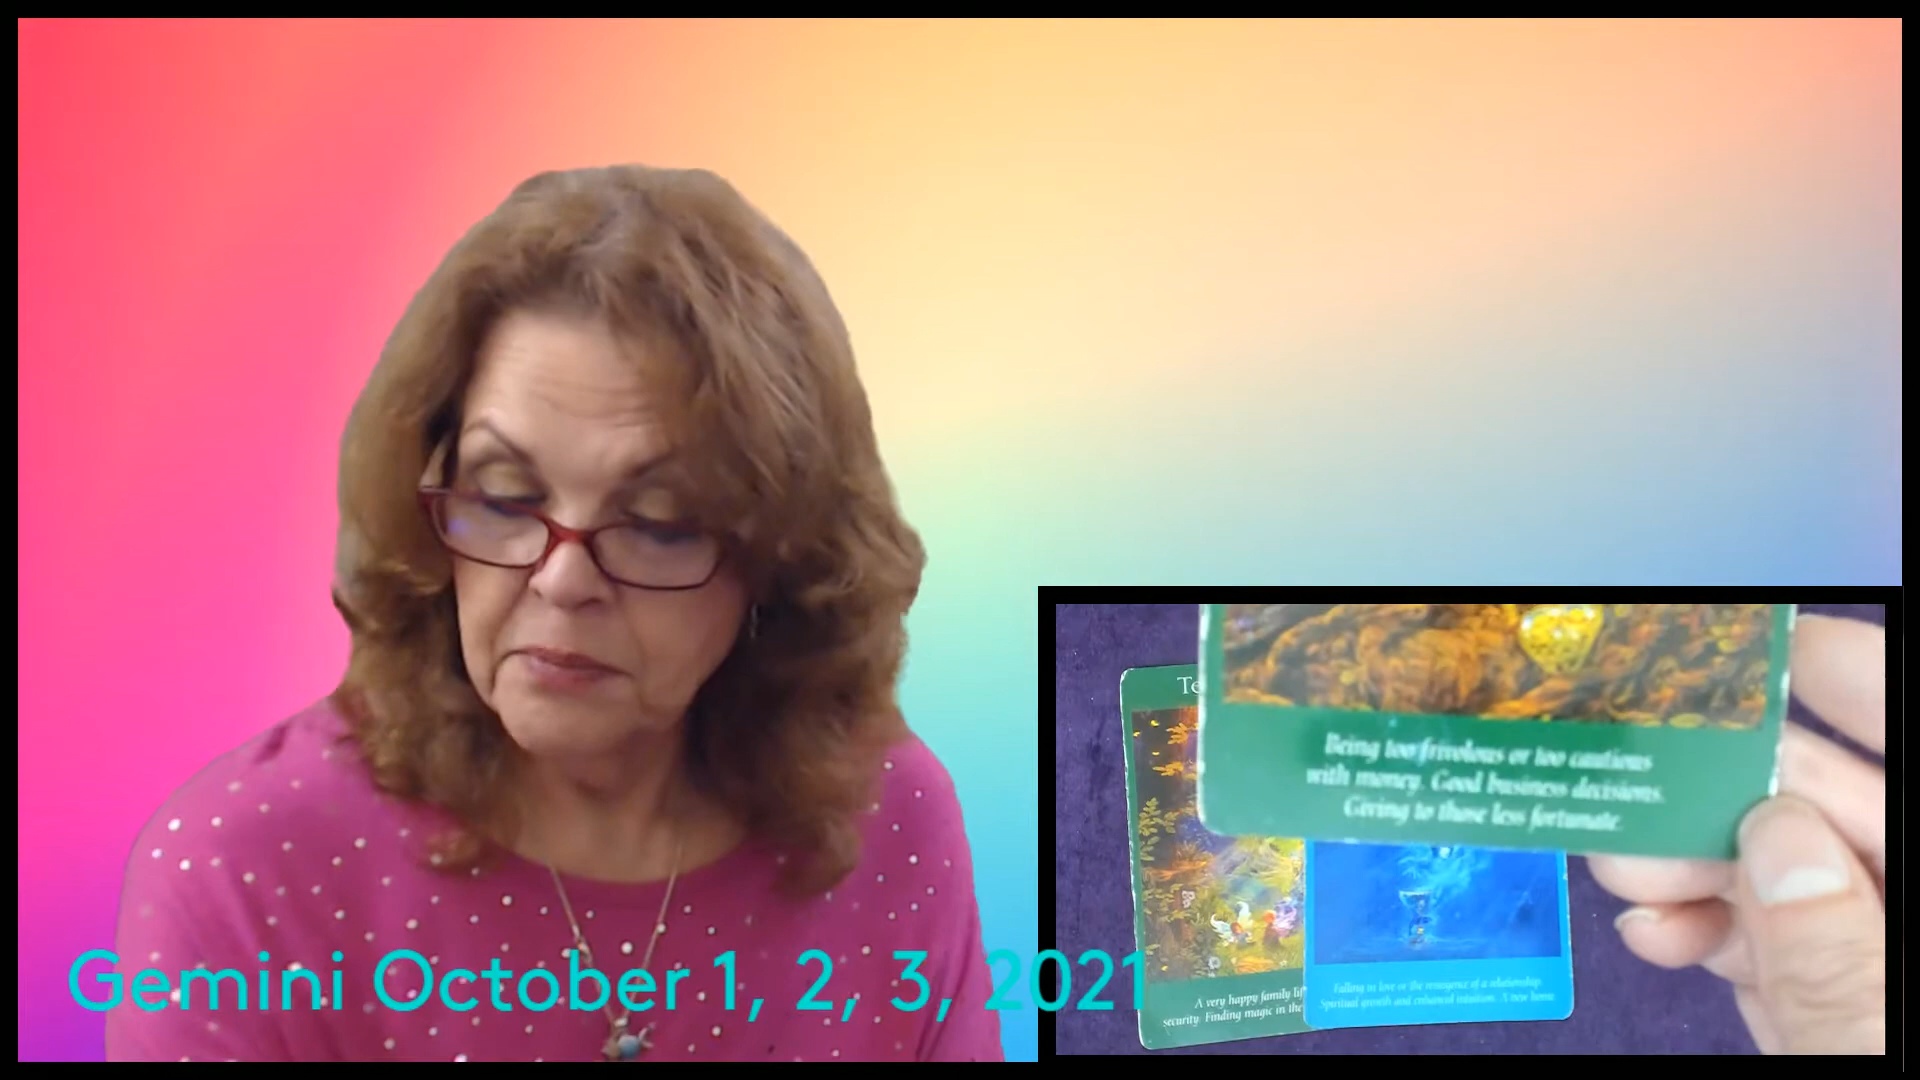 Te
Being too frivolous or too cautious
with money. Good business decisions.
Giving to those less fortunate.
A very happy family lif
security. Finding magic in the
Falling in love or the resurgence of a relationship.
Spiritual growth and enhanced intuition. A new home.
Gemini October 1, 2, 3, 2021